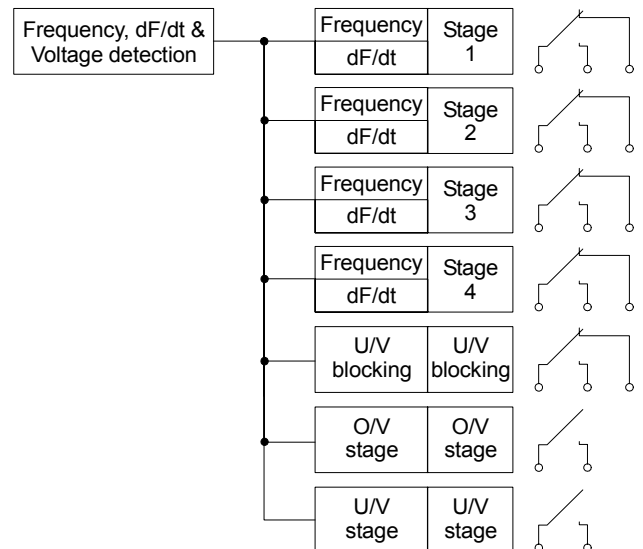 Frequency, dF/dt &
Voltage detection
Frequency
dF/dt
Stage
1
Frequency
dF/dt
Stage
2
Frequency
dF/dt
Stage
3
Frequency
dF/dt
Stage
4
U/V
blocking
U/V
blocking
O/V
stage
O/V
stage
U/V
stage
U/V
stage